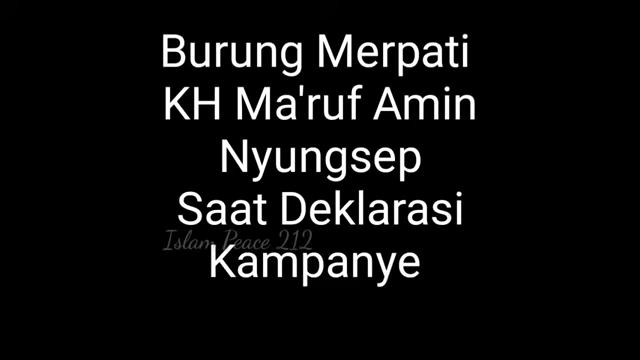 Burung Merpati
KH Ma'ruf Amin
Nyungsep
Saat Deklarasi
Islam Peace 212
Kampanye